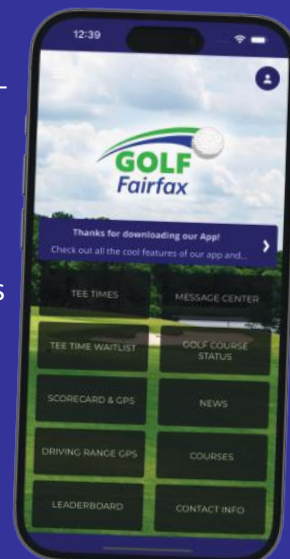 12:39
GOLF
Fairfax
Thanks for downloading our App!
Check out all the cool features of our app and...
TEE TIMES
MESSAGE CENTER
TEE TIME WAITLIST
GOLF COURSE
STATUS
SCORECARD & GPS
NEWS
DRIVING RANGE GPS
COURSES
LEADERBOARD
CONTACT INFO